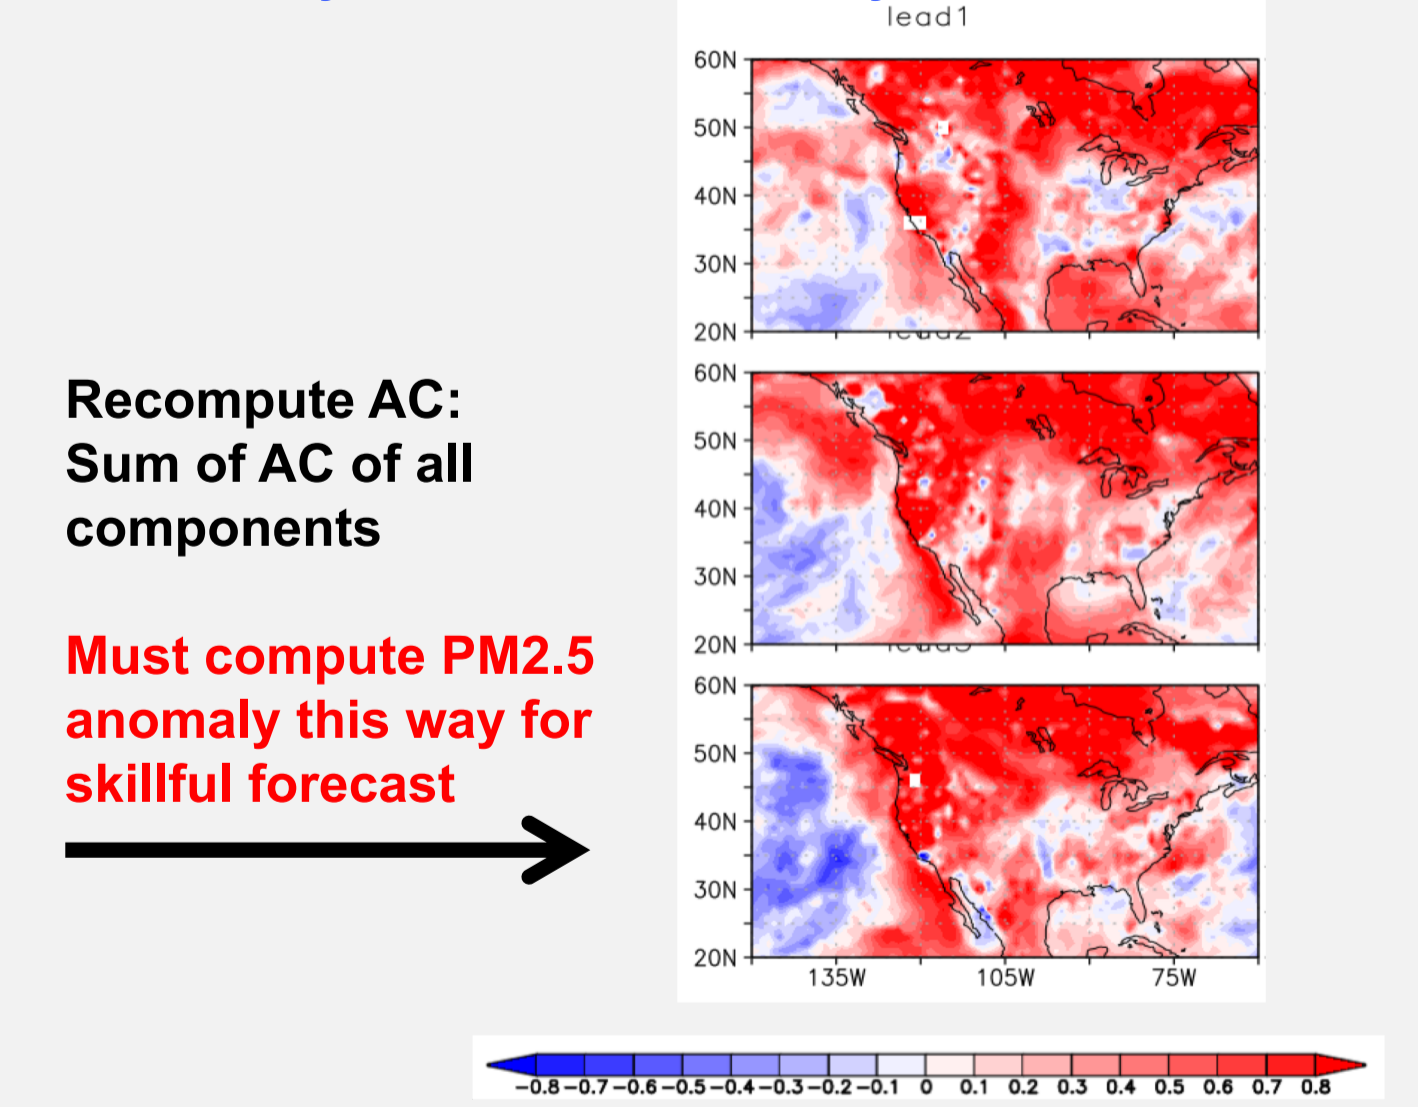 lead1
60N
50N
40N
30N
20N
60N
50N
40N
30N
20N
60N
50N
40N
30N
20N
135W 105W 75W
Recompute AC:
Sum of AC of all
components
Must compute PM2.5
anomaly this way for
skillful forecast
-0.8 -0.7 -0.6 -0.5 -0.4 -0.3 -0.2 -0.1 0 0.1 0.2 0.3 0.4 0.5 0.6 0.7 0.8